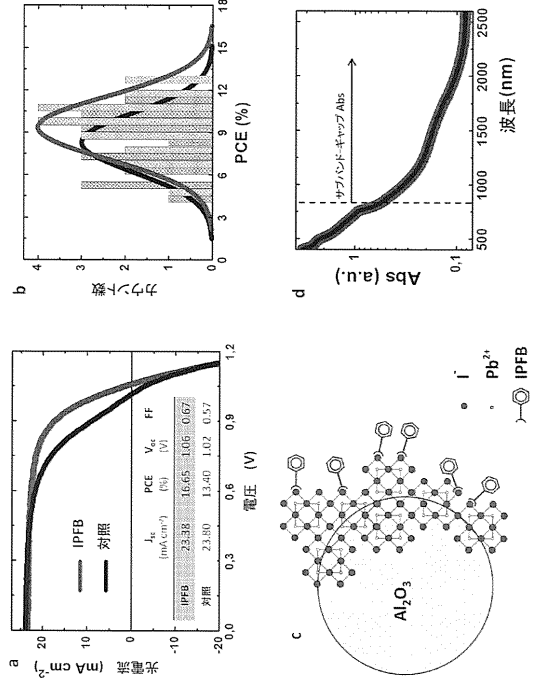 a
光電流 (mA cm⁻²)
20
10
0
-10
-20
IPFB
対照
Jsc (mA cm⁻²) PCE (%) Voc (V) FF
IPFB 23.38 16.65 1.06 0.67
対照 23.80 13.40 1.02 0.57
0,0 0,3 0,6 0,9 1,2
電圧 (V)
b
カウント数
4
3
2
1
0
0 3 6 9 12 15 18
PCE (%)
c
Al₂O₃
I⁻
Pb²⁺
IPFB
d
Abs (a.u.)
1
0,1
サブバンド-ギャップ Abs
500 1000 1500 2000 2500
波長 (nm)